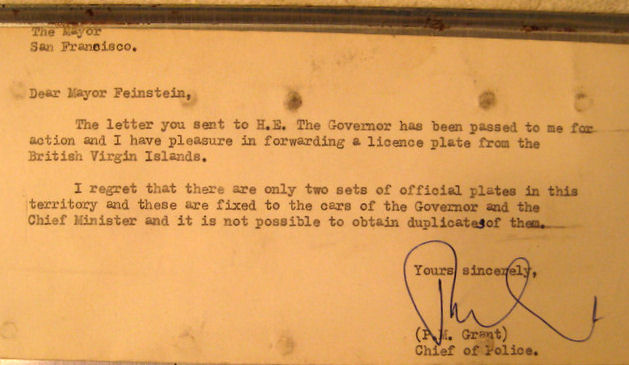 The Mayor
San Francisco.
Dear Mayor Feinstein,
The letter you sent to H.E. The Governor has been passed to me for
action and I have pleasure in forwarding a licence plate from the
British Virgin Islands.
I regret that there are only two sets of official plates in this
territory and these are fixed to the cars of the Governor and the
Chief Minister and it is not possible to obtain duplicates of them.
Yours sincerely,
(P.M. Grant)
Chief of Police.